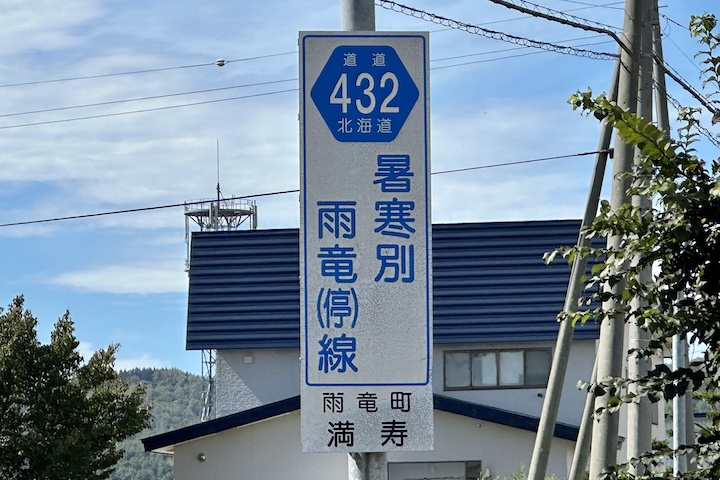 道道
432
北海道
暑寒別
雨竜(停)線
雨竜町
満寿